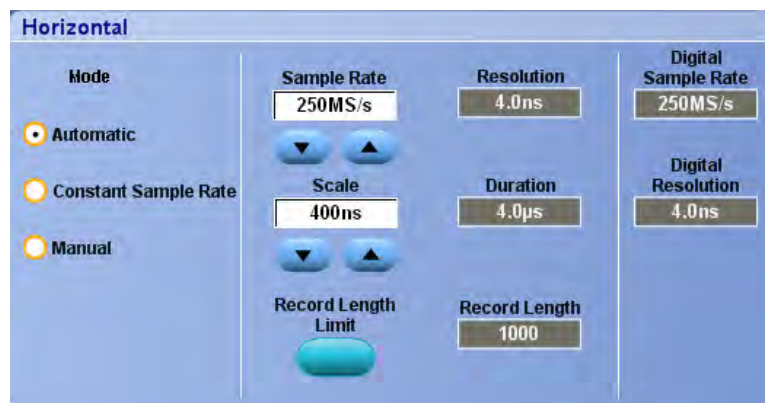 Horizontal
Mode
Automatic
Constant Sample Rate
Manual
Sample Rate
250MS/s
Scale
400ns
Record Length
Limit
Resolution
4.0ns
Duration
4.0µs
Record Length
1000
Digital
Sample Rate
250MS/s
Digital
Resolution
4.0ns